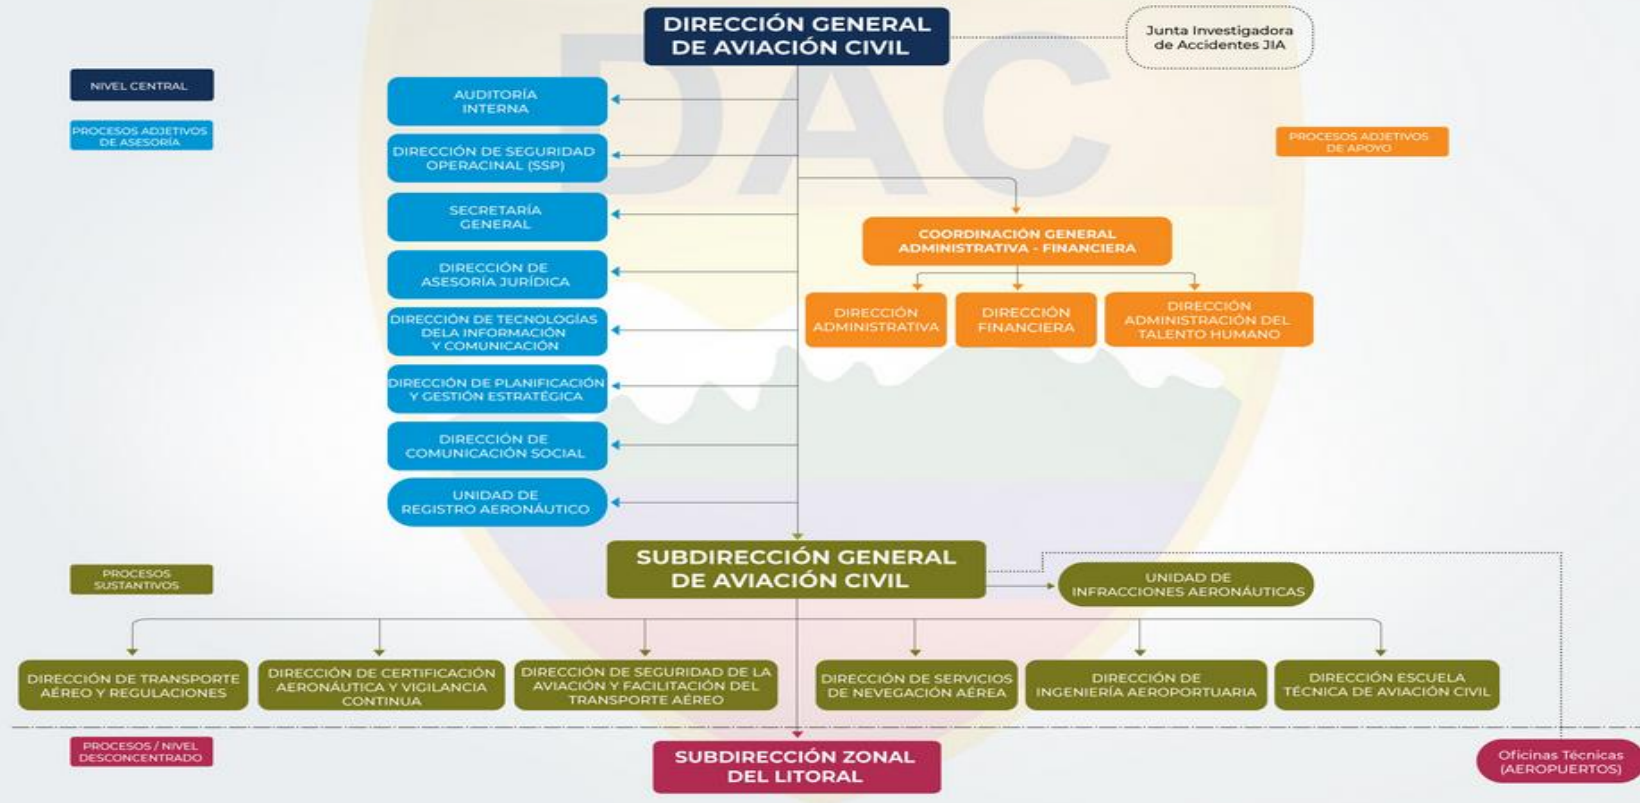 DAC
DIRECCIÓN GENERAL
DE AVIACIÓN CIVIL
Junta Investigadora
de Accidentes JIA
NIVEL CENTRAL
PROCESOS ADJETIVOS
DE ASESORÍA
PROCESOS ADJETIVOS
DE APOYO
AUDITORÍA
INTERNA
DIRECCIÓN DE SEGURIDAD
OPERACINAL (SSP)
SECRETARÍA
GENERAL
DIRECCIÓN DE
ASESORÍA JURÍDICA
DIRECCIÓN DE TECNOLOGÍAS
DELA INFORMACIÓN
Y COMUNICACIÓN
DIRECCIÓN DE PLANIFICACIÓN
Y GESTIÓN ESTRATÉGICA
DIRECCIÓN DE
COMUNICACIÓN SOCIAL
UNIDAD DE
REGISTRO AERONÁUTICO
COORDINACIÓN GENERAL
ADMINISTRATIVA - FINANCIERA
DIRECCIÓN
ADMINISTRATIVA
DIRECCIÓN
FINANCIERA
DIRECCIÓN
ADMINISTRACIÓN DEL
TALENTO HUMANO
PROCESOS
SUSTANTIVOS
SUBDIRECCIÓN GENERAL
DE AVIACIÓN CIVIL
UNIDAD DE
INFRACCIONES AERONÁUTICAS
DIRECCIÓN DE TRANSPORTE
AÉREO Y REGULACIONES
DIRECCIÓN DE CERTIFICACIÓN
AERONÁUTICA Y VIGILANCIA
CONTINUA
DIRECCIÓN DE SEGURIDAD DE LA
AVIACIÓN Y FACILITACIÓN DEL
TRANSPORTE AÉREO
DIRECCIÓN DE SERVICIOS
DE NEVEGACIÓN AÉREA
DIRECCIÓN DE
INGENIERÍA AEROPORTUARIA
DIRECCIÓN ESCUELA
TÉCNICA DE AVIACIÓN CIVIL
PROCESOS / NIVEL
DESCONCENTRADO
SUBDIRECCIÓN ZONAL
DEL LITORAL
Oficinas Técnicas
(AEROPUERTOS)